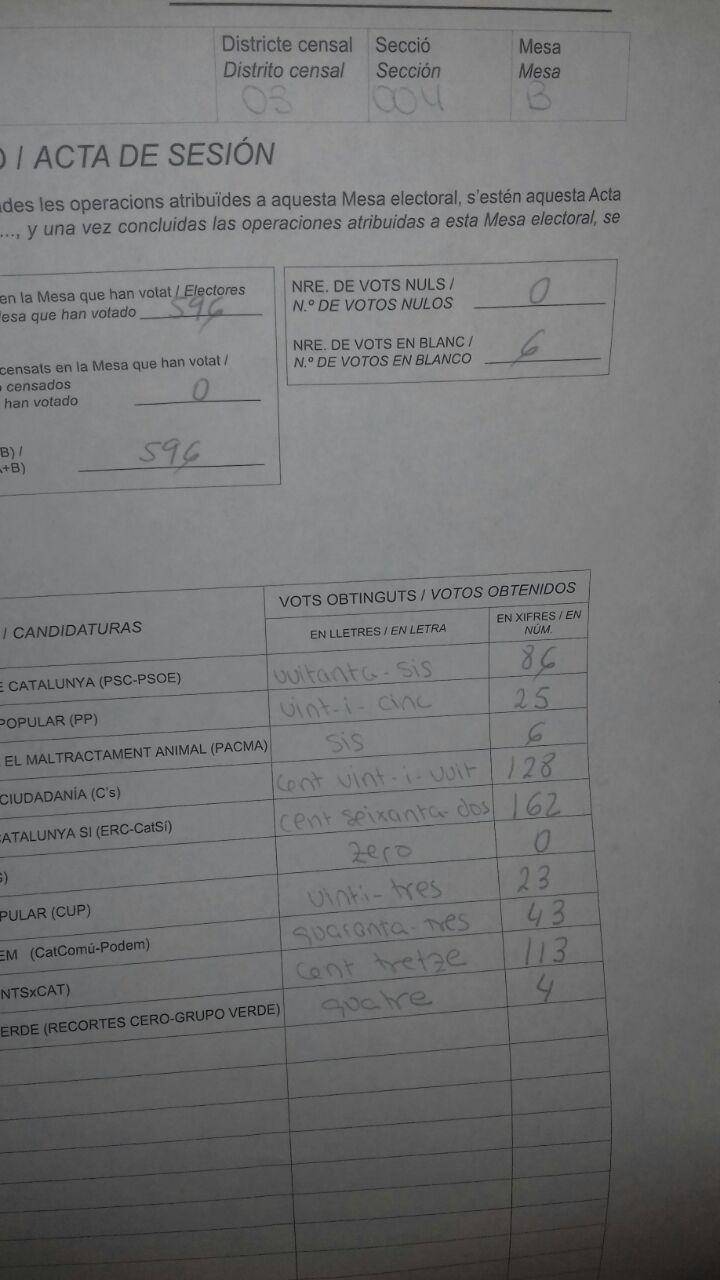 Districte censal Secció Mesa
Distrito censal Sección Mesa
03 004 B
O / ACTA DE SESIÓN
des les operacions atribuïdes a aquesta Mesa electoral, s'estén aquesta Acta
..., y una vez concluidas las operaciones atribuidas a esta Mesa electoral, se
en la Mesa que han votat / Electores
esa que han votado 596
censats en la Mesa que han votat /
censados
han votado 0
B) /
+B) 596
NRE. DE VOTS NULS /
N.º DE VOTOS NULOS 0
NRE. DE VOTS EN BLANC /
N.º DE VOTOS EN BLANCO 6
/ CANDIDATURAS VOTS OBTINGUTS / VOTOS OBTENIDOS
EN LLETRES / EN LETRA EN XIFRES / EN NÚM.
E CATALUNYA (PSC-PSOE) vuitanta-sis 86
POPULAR (PP) vint-i-cinc 25
EL MALTRACTAMENT ANIMAL (PACMA) sis 6
CIUDADANÍA (C's) cent vint-i-vuit 128
CATALUNYA SI (ERC-CatSí) cent seixanta-dos 162
) zero 0
PULAR (CUP) vinti-tres 23
EM (CatComú-Podem) quaranta-tres 43
NTSxCAT) cent tretze 113
ERDE (RECORTES CERO-GRUPO VERDE) quatre 4